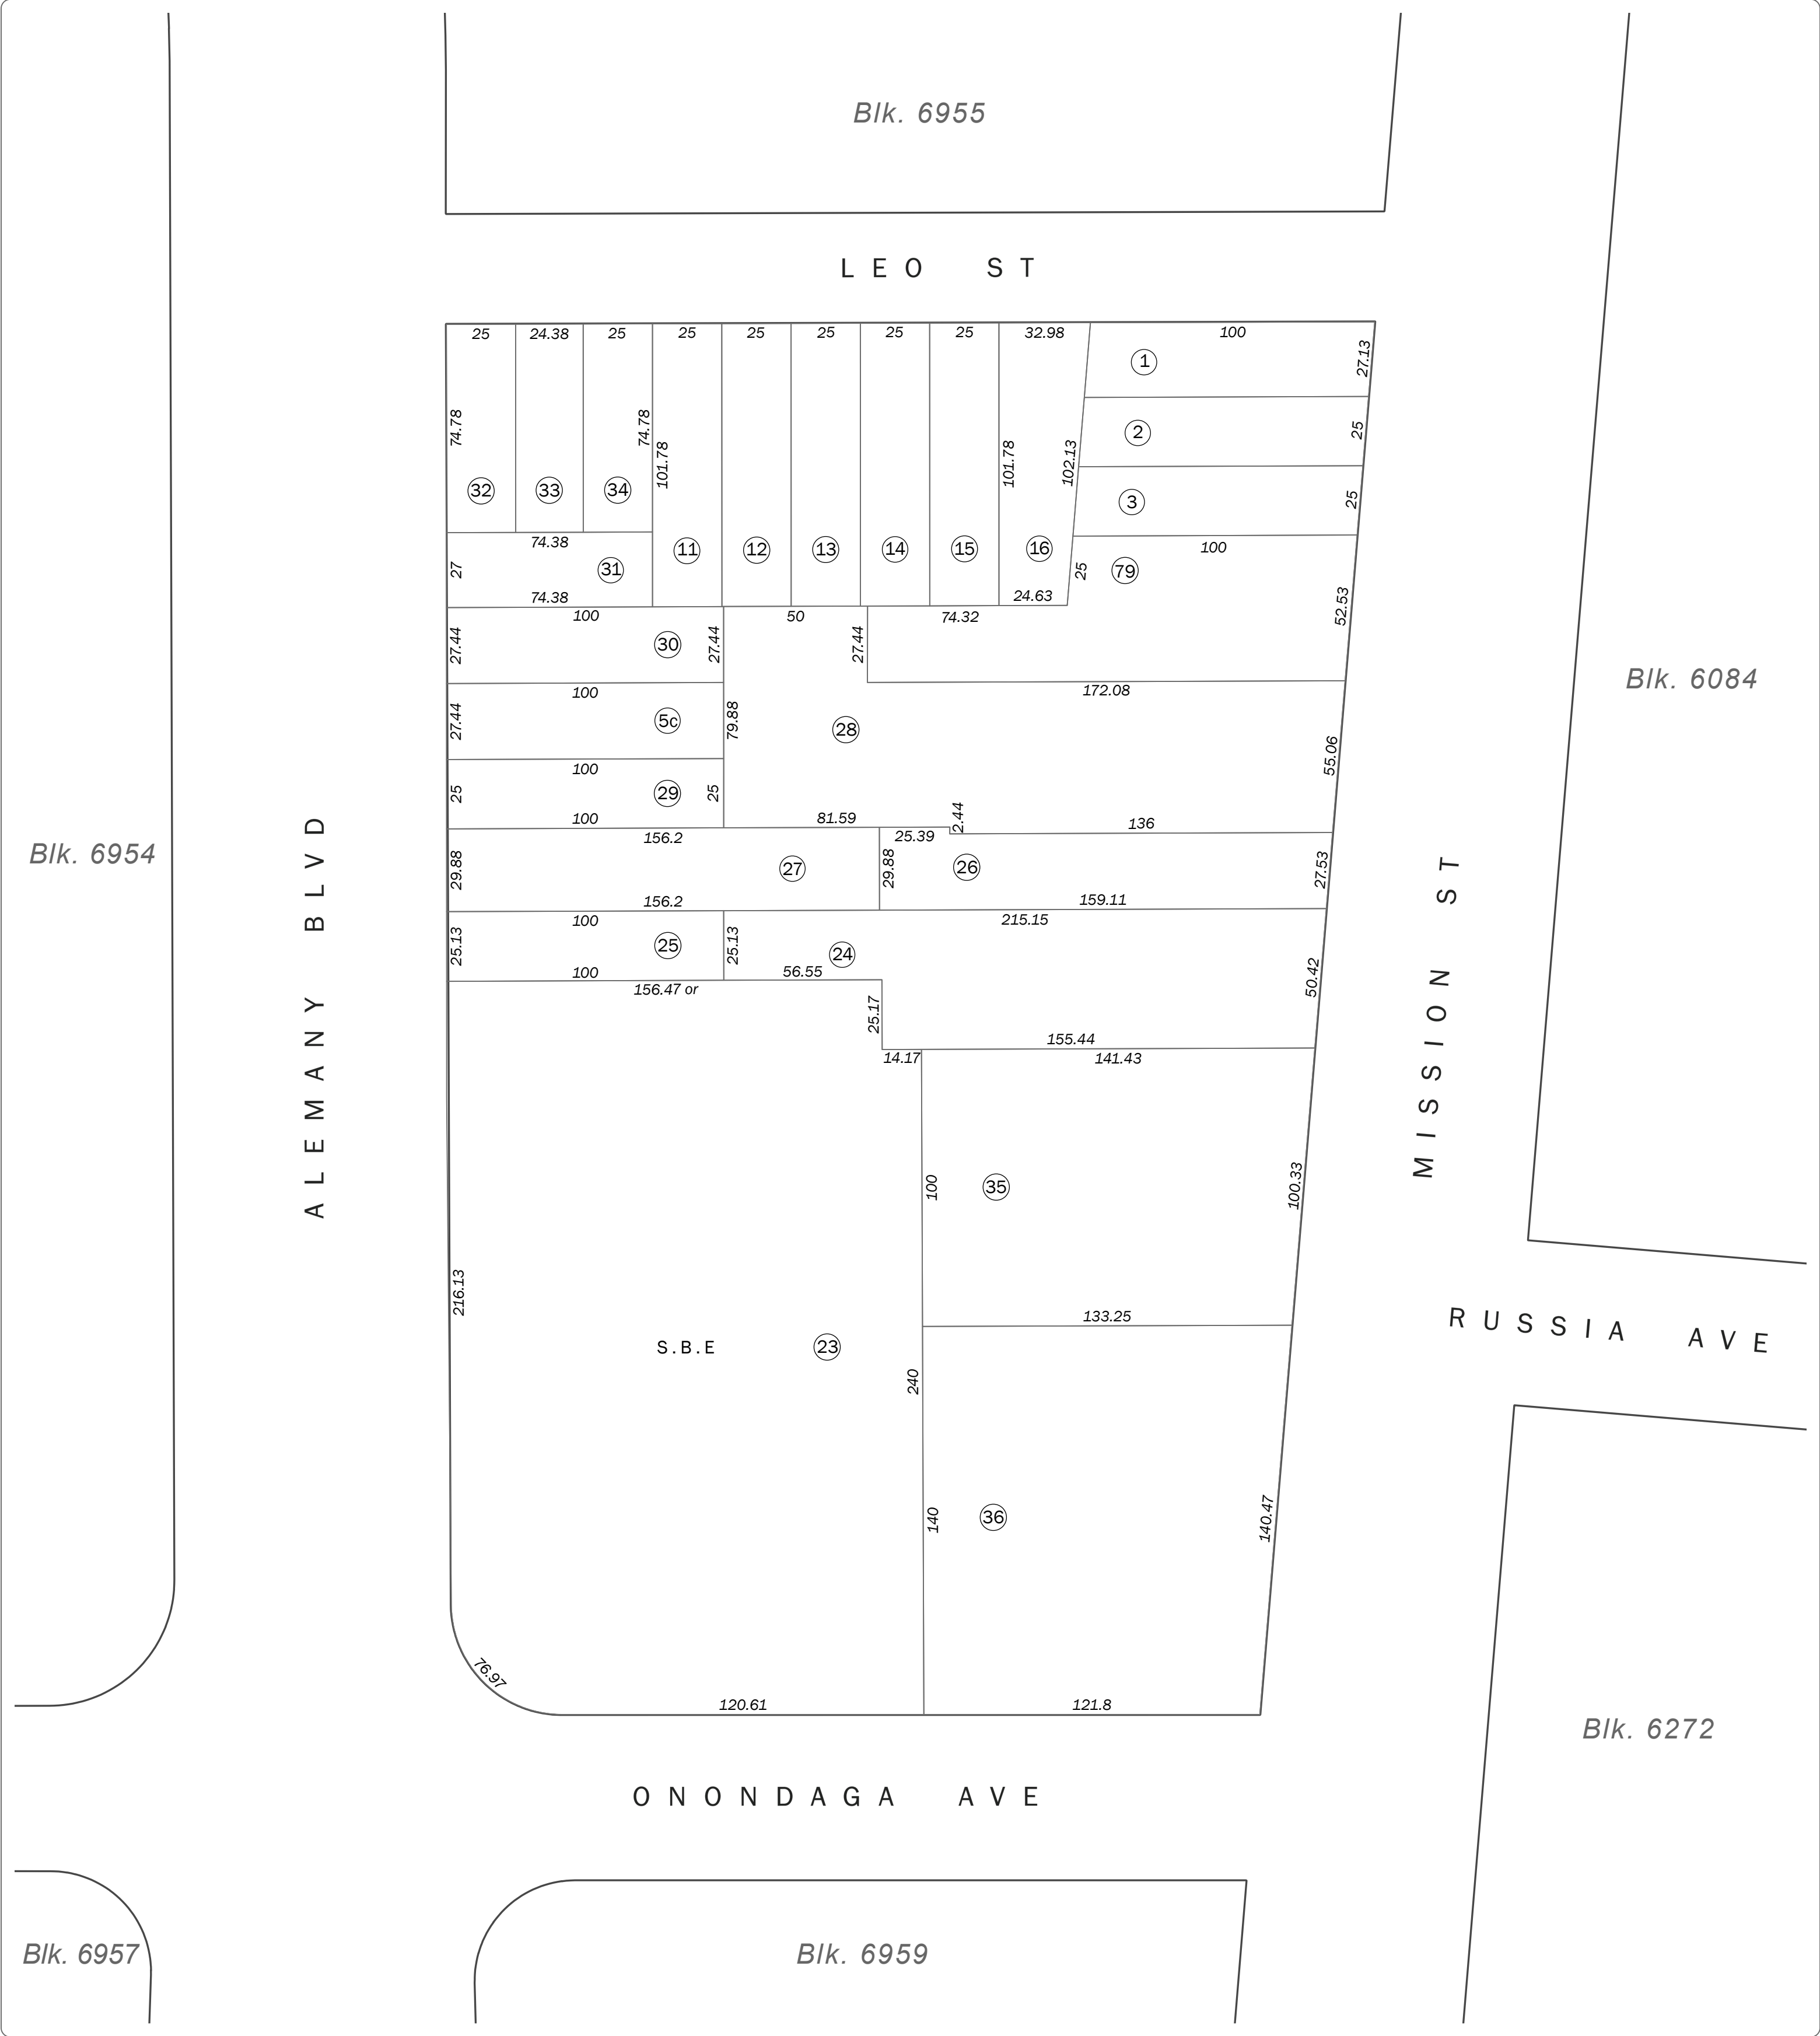 Blk. 6955
LEO ST
25 24.38 25 25 25 25 25 25 32.98 100
1 27.13
2 25
3 25
74.78 74.78 101.78 101.78 102.13
32 33 34
11 12 13 14 15 16
74.38
27 31
74.38
24.63
100
25 79
52.53
100 50 74.32
27.44 30 27.44 27.44
172.08
100
27.44 5c 79.88 28
55.06
100
25 29 25
100 81.59 2.44 136
156.2 25.39
29.88 27 29.88 26 27.53
156.2 159.11
100 215.15
25.13 25 25.13 24
50.42
100 56.55
156.47 or
25.17
155.44
14.17 141.43
100 35 100.33
133.25
216.13
S.B.E 23
240
140 36 140.47
76.97
120.61 121.8
Blk. 6954
ALEMANY BLVD
MISSION ST
Blk. 6084
RUSSIA AVE
Blk. 6272
ONONDAGA AVE
Blk. 6957
Blk. 6959